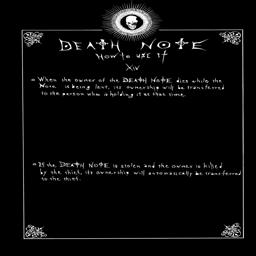 DEATH NOTE
HOW TO USE IT
XIV
When the owner of the DEATH NOTE dies while the
Note is being lent, its ownership will be transferred
to the person who is holding it at that time.
If the DEATH NOTE is stolen and the owner is killed
by the thief, its ownership will automatically be transferred
to the thief.